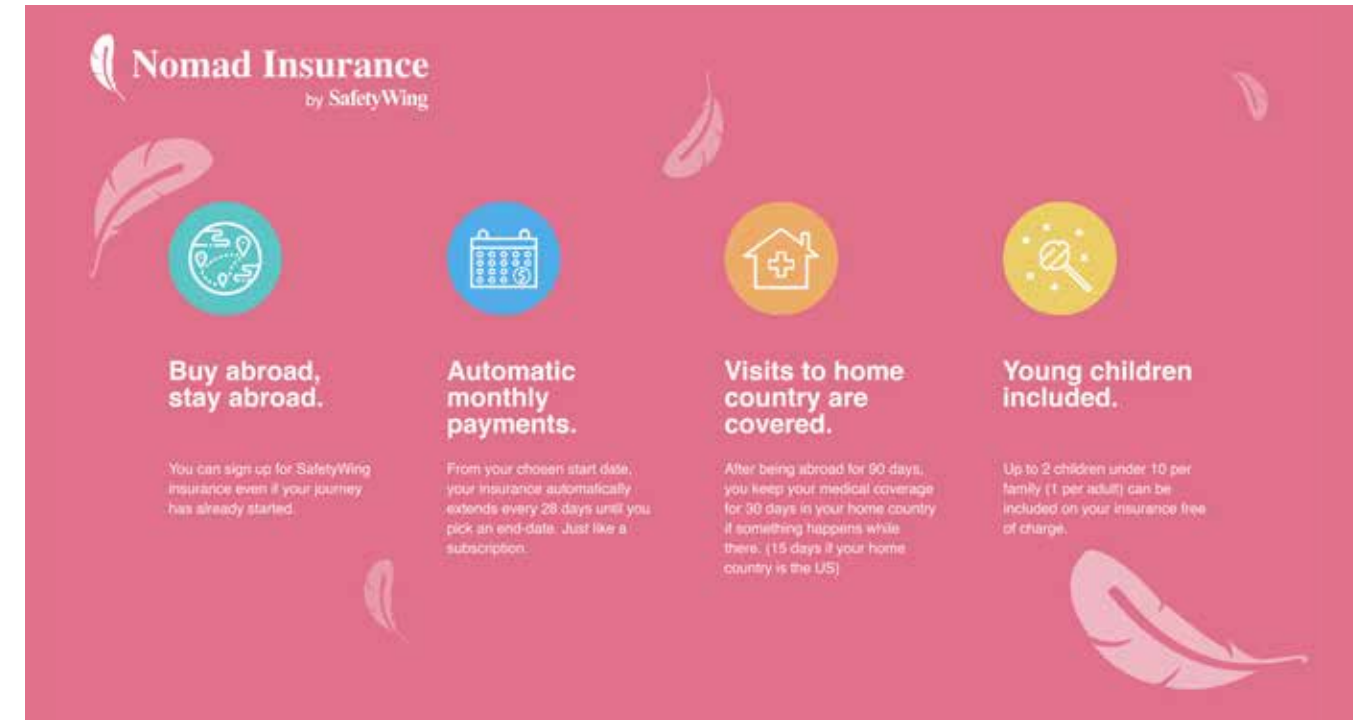 Nomad Insurance
by SafetyWing
Buy abroad,
stay abroad.
You can sign up for SafetyWing
insurance even if your journey
has already started.
Automatic
monthly
payments.
From your chosen start date,
your insurance automatically
extends every 28 days until you
pick an end-date. Just like a
subscription.
Visits to home
country are
covered.
After being abroad for 90 days,
you keep your medical coverage
for 30 days in your home country
if something happens while
there. (15 days if your home
country is the US)
Young children
included.
Up to 2 children under 10 per
family (1 per adult) can be
included on your insurance free
of charge.